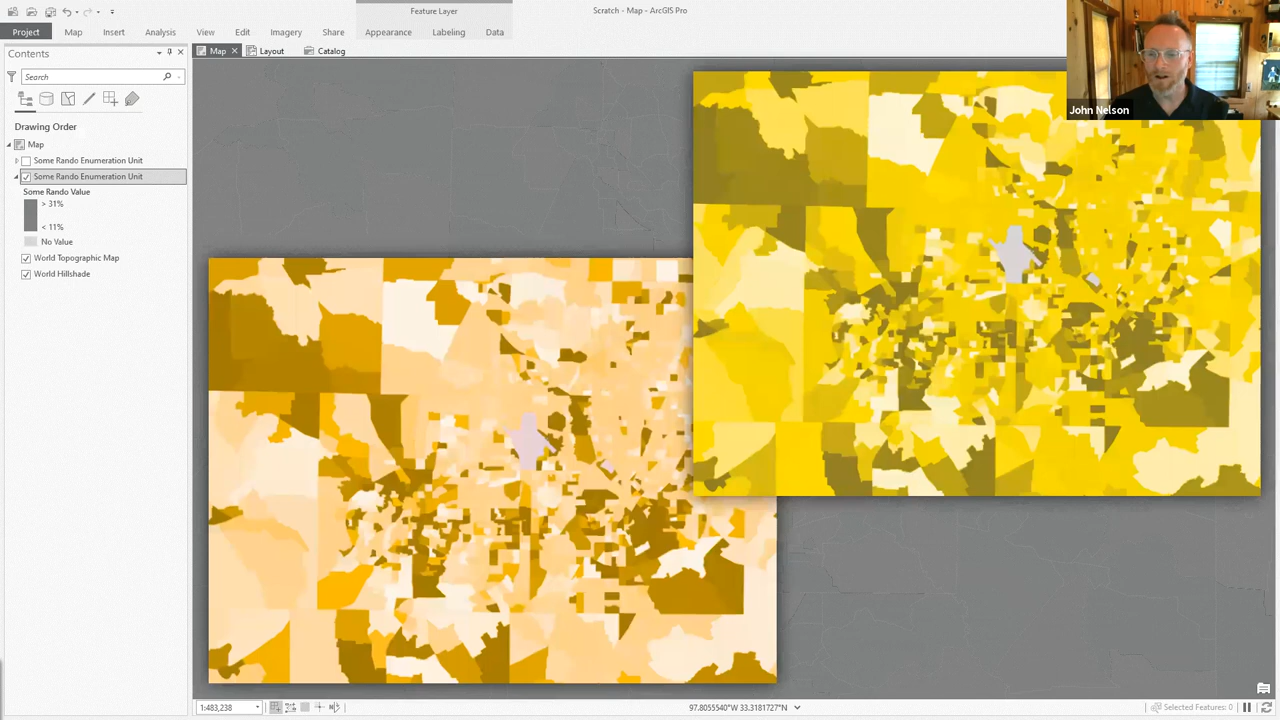 Feature Layer
Scratch - Map - ArcGIS Pro
Project Map Insert Analysis View Edit Imagery Share Appearance Labeling Data
Contents
Map Layout Catalog
Search
John Nelson
Drawing Order
Map
Some Rando Enumeration Unit
Some Rando Enumeration Unit
Some Rando Value
> 31%
< 11%
No Value
World Topographic Map
World Hillshade
1:483,238
97.8055540°W 33.3181727°N
Selected Features: 0